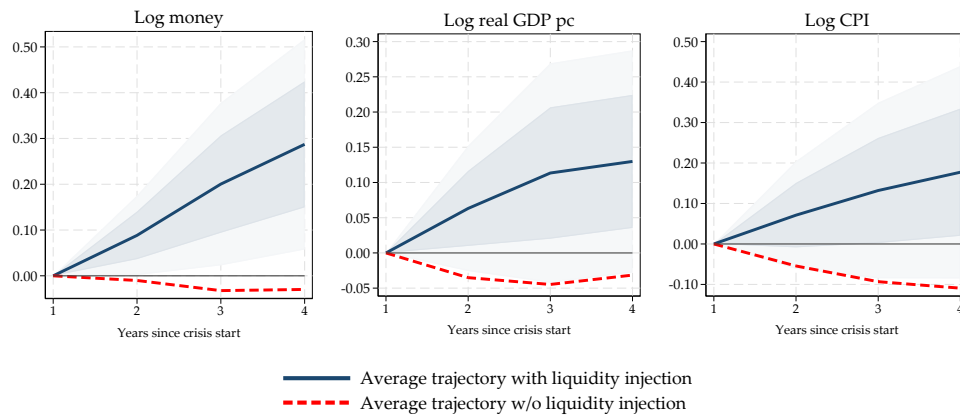 Log money
0.50
0.40
0.30
0.20
0.10
0.00
1 2 3 4
Years since crisis start
Log real GDP pc
0.30
0.25
0.20
0.15
0.10
0.05
0.00
-0.05
1 2 3 4
Years since crisis start
Log CPI
0.50
0.40
0.30
0.20
0.10
0.00
-0.10
1 2 3 4
Years since crisis start
Average trajectory with liquidity injection
Average trajectory w/o liquidity injection